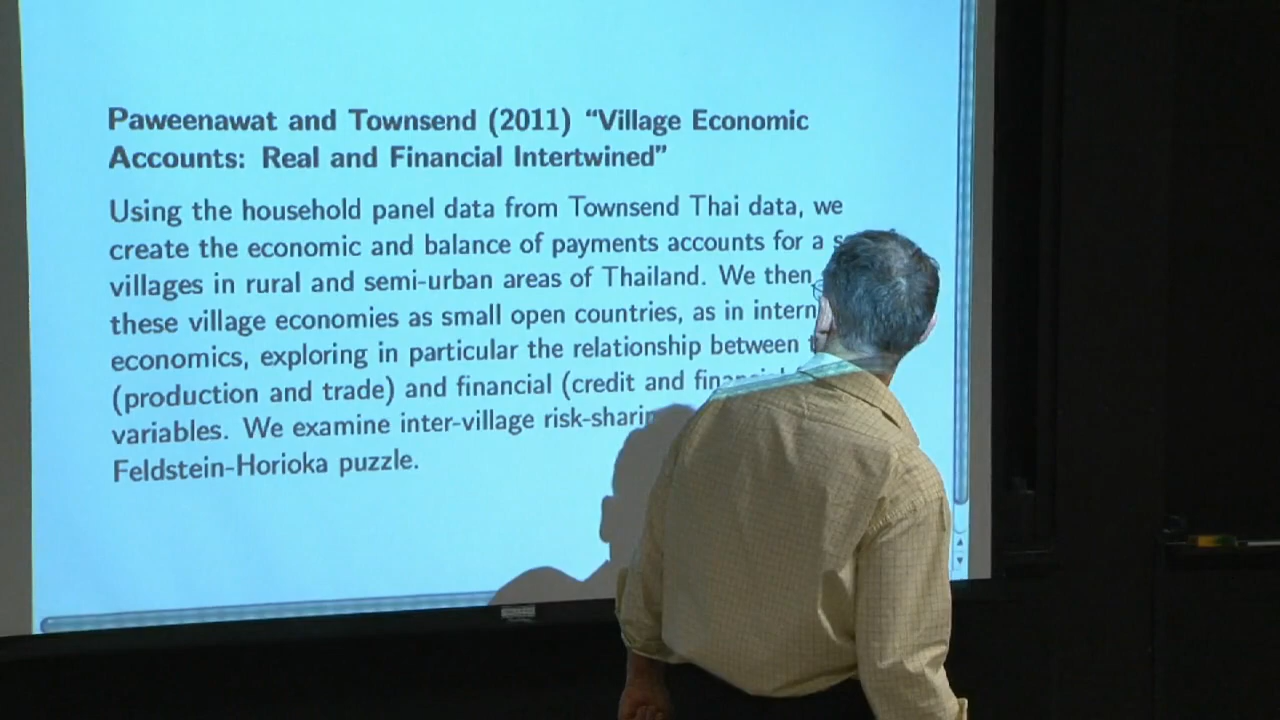 Paweenawat and Townsend (2011) “Village Economic
Accounts: Real and Financial Intertwined”
Using the household panel data from Townsend Thai data, we
create the economic and balance of payments accounts for a
villages in rural and semi-urban areas of Thailand. We then
these village economies as small open countries, as in intern
economics, exploring in particular the relationship between
(production and trade) and financial (credit and
variables. We examine inter-village
Feldstein-Horioka puzzle.